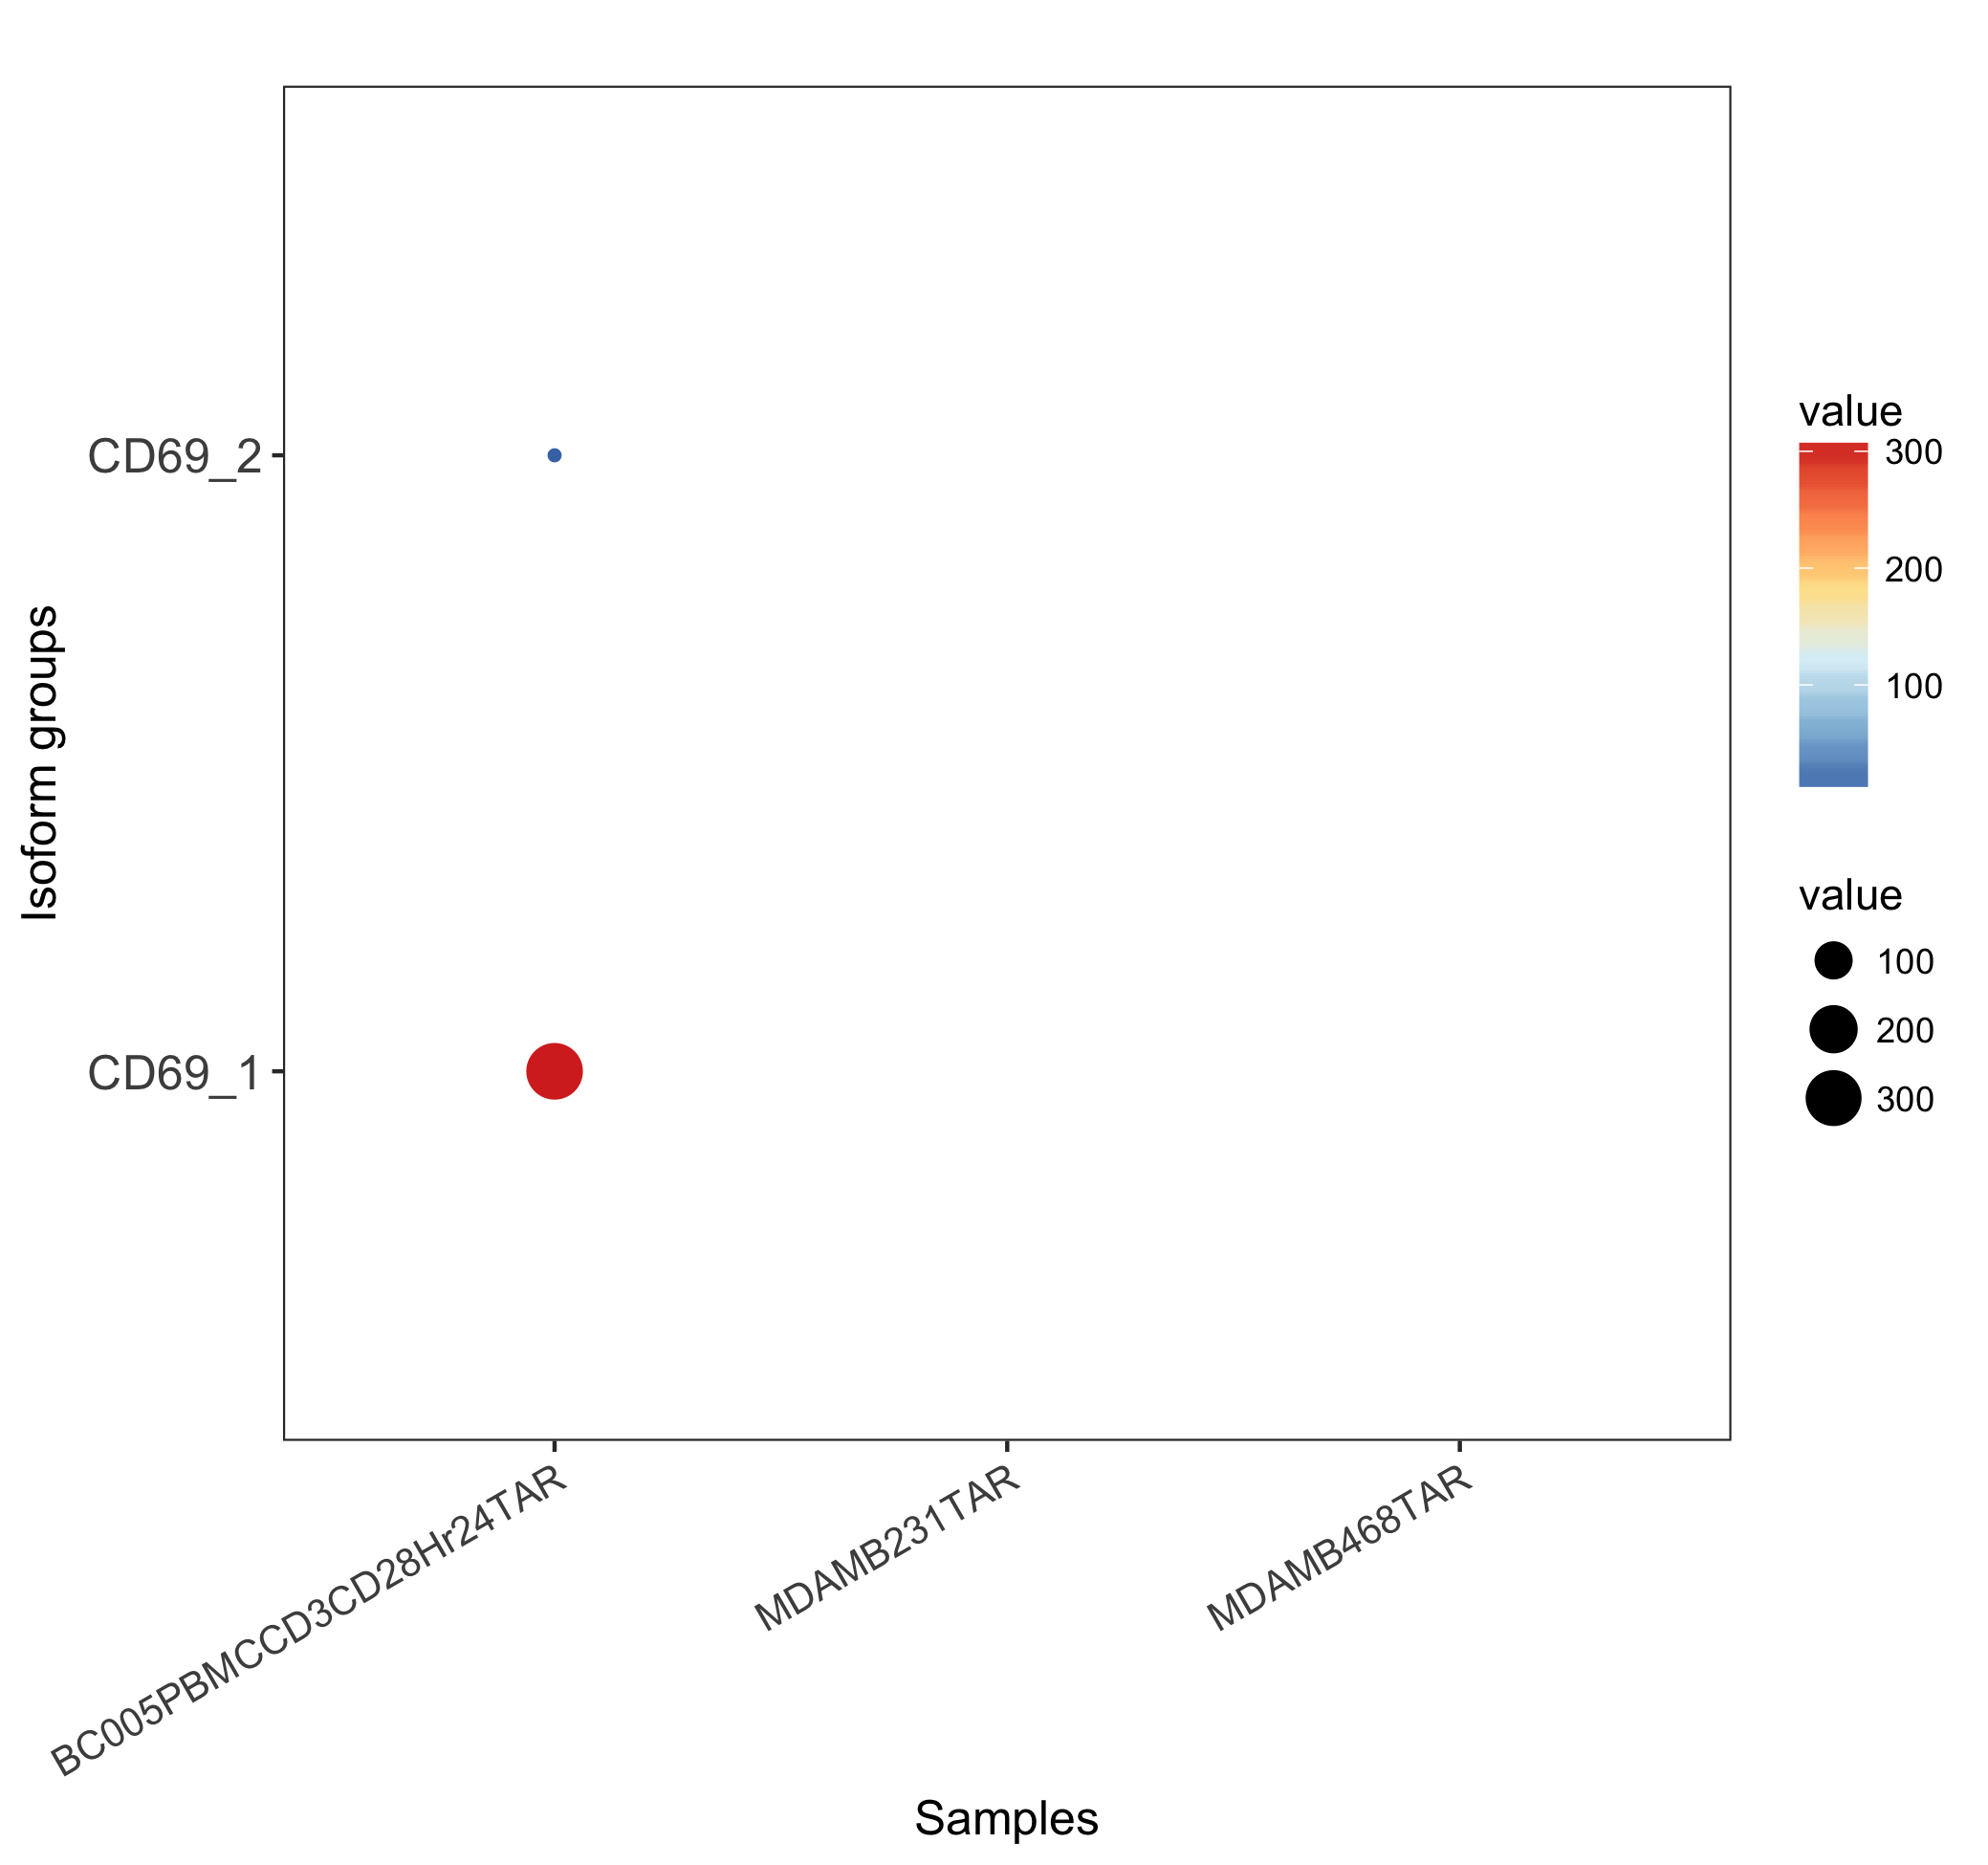 Isoform groups
CD69_2
CD69_1
BC005PBMCCD3CD28Hr24TAR
MDAMB231TAR
MDAMB468TAR
Samples
value
300
200
100
value
100
200
300